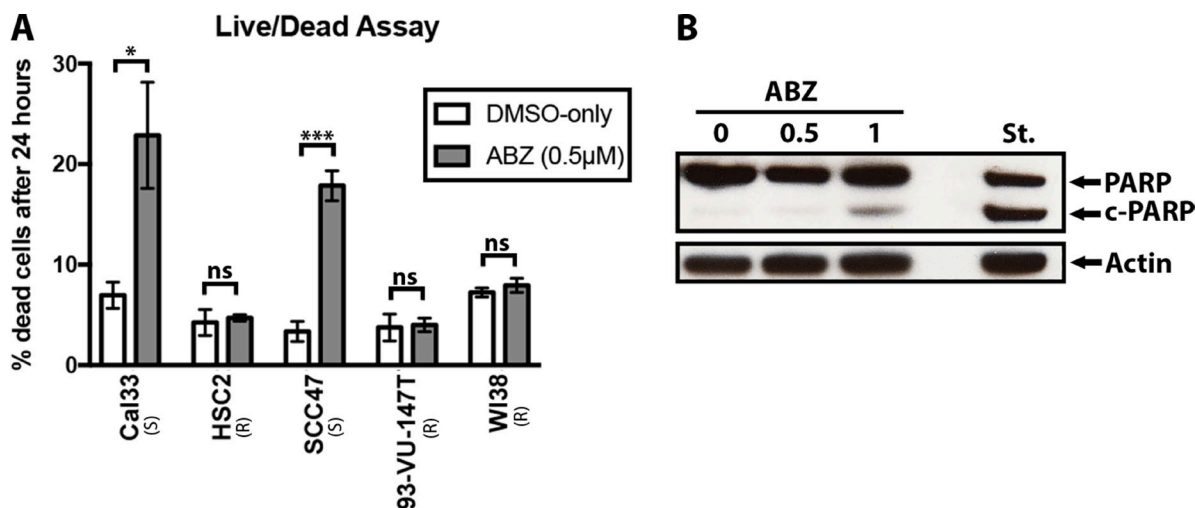 A
Live/Dead Assay
% dead cells after 24 hours
30
20
10
0
*
ns
***
ns
ns
DMSO-only
ABZ (0.5μM)
Cal33
(S)
HSC2
(R)
SCC47
(S)
93-VU-147T
(R)
WI38
(R)
B
ABZ
0 0.5 1 St.
PARP
c-PARP
Actin